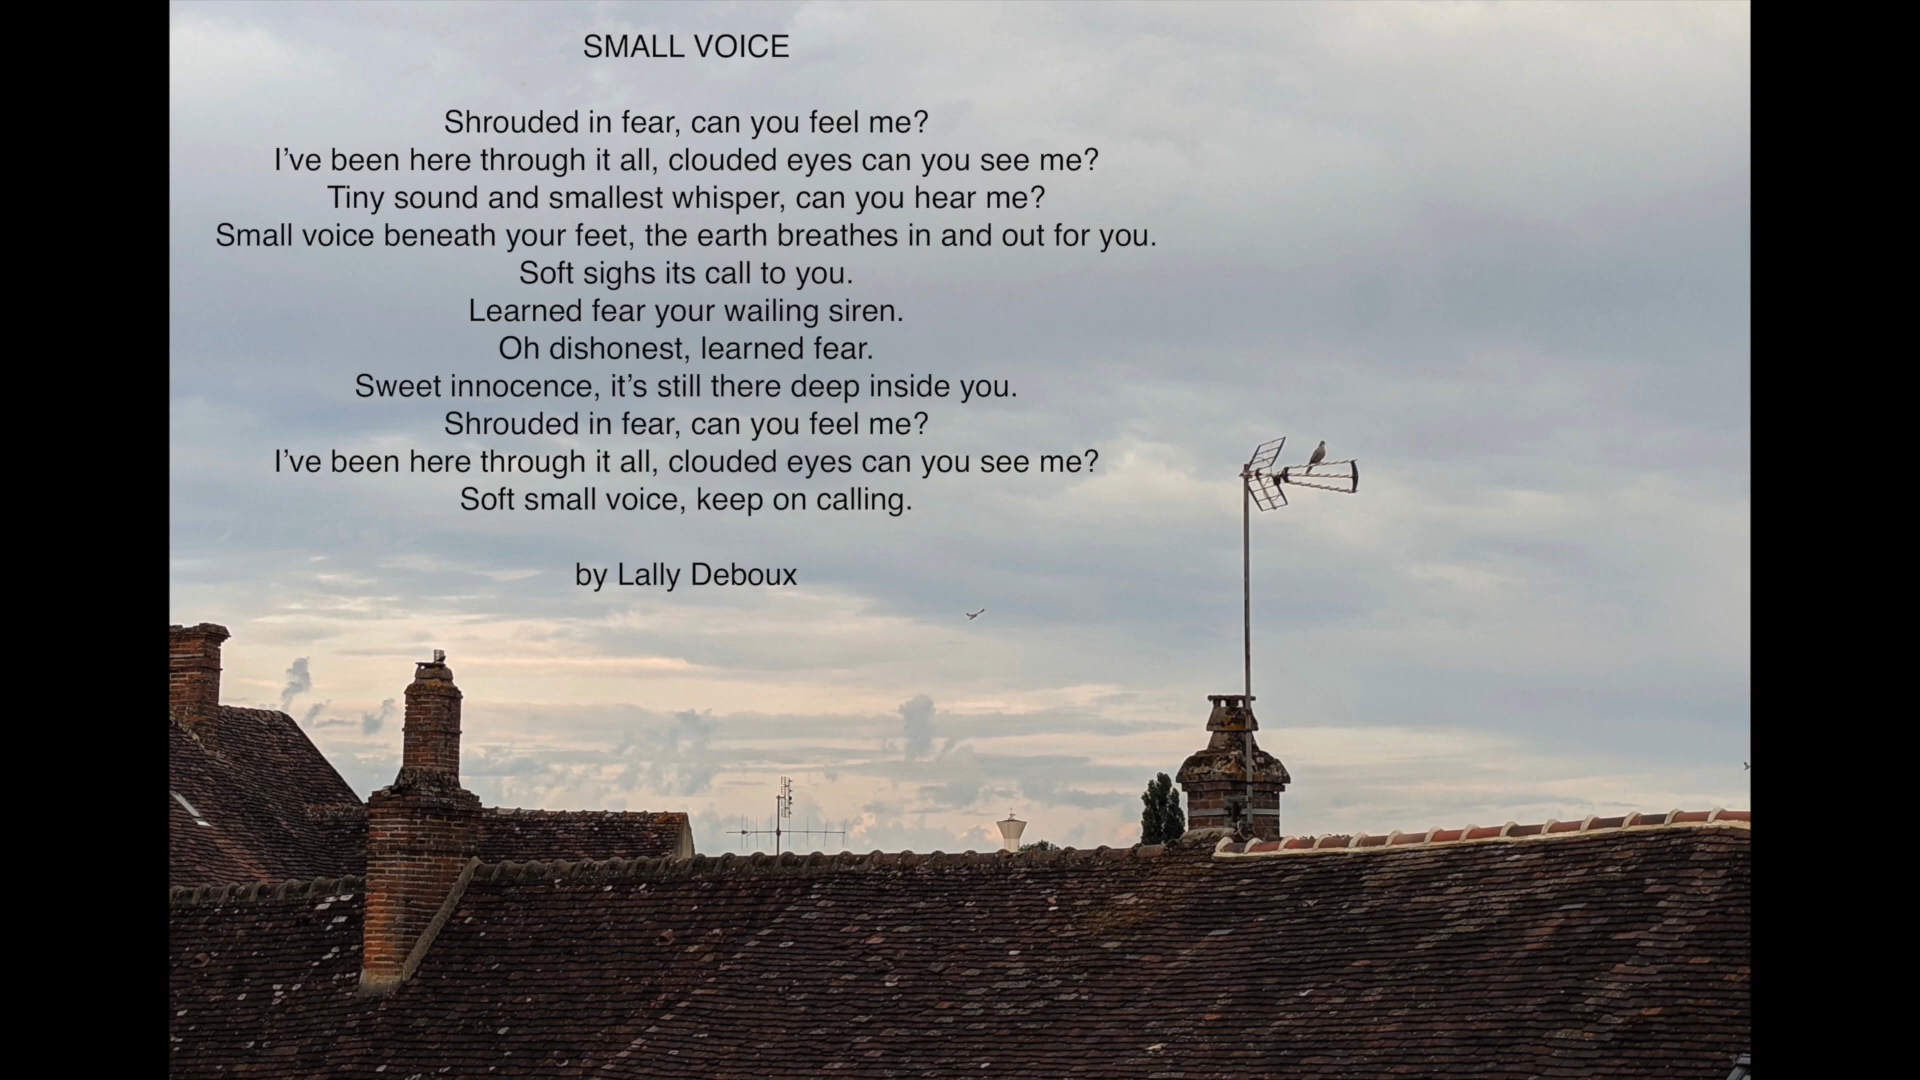 SMALL VOICE
Shrouded in fear, can you feel me?
I’ve been here through it all, clouded eyes can you see me?
Tiny sound and smallest whisper, can you hear me?
Small voice beneath your feet, the earth breathes in and out for you.
Soft sighs its call to you.
Learned fear your wailing siren.
Oh dishonest, learned fear.
Sweet innocence, it’s still there deep inside you.
Shrouded in fear, can you feel me?
I’ve been here through it all, clouded eyes can you see me?
Soft small voice, keep on calling.
by Lally Deboux